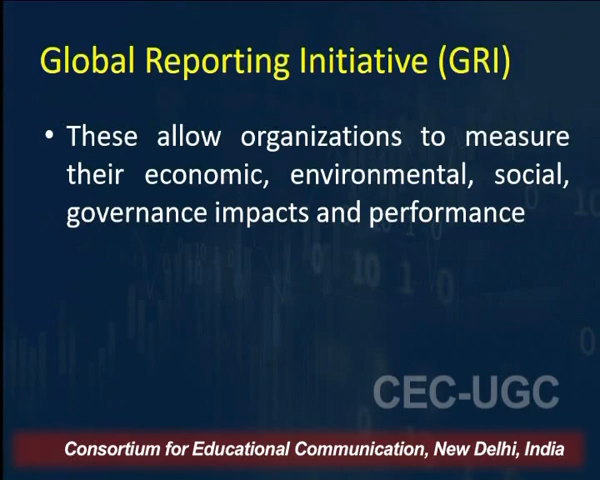 Global Reporting Initiative (GRI)
• These allow organizations to measure
their economic, environmental, social,
governance impacts and performance
CEC-UGC
Consortium for Educational Communication, New Delhi, India